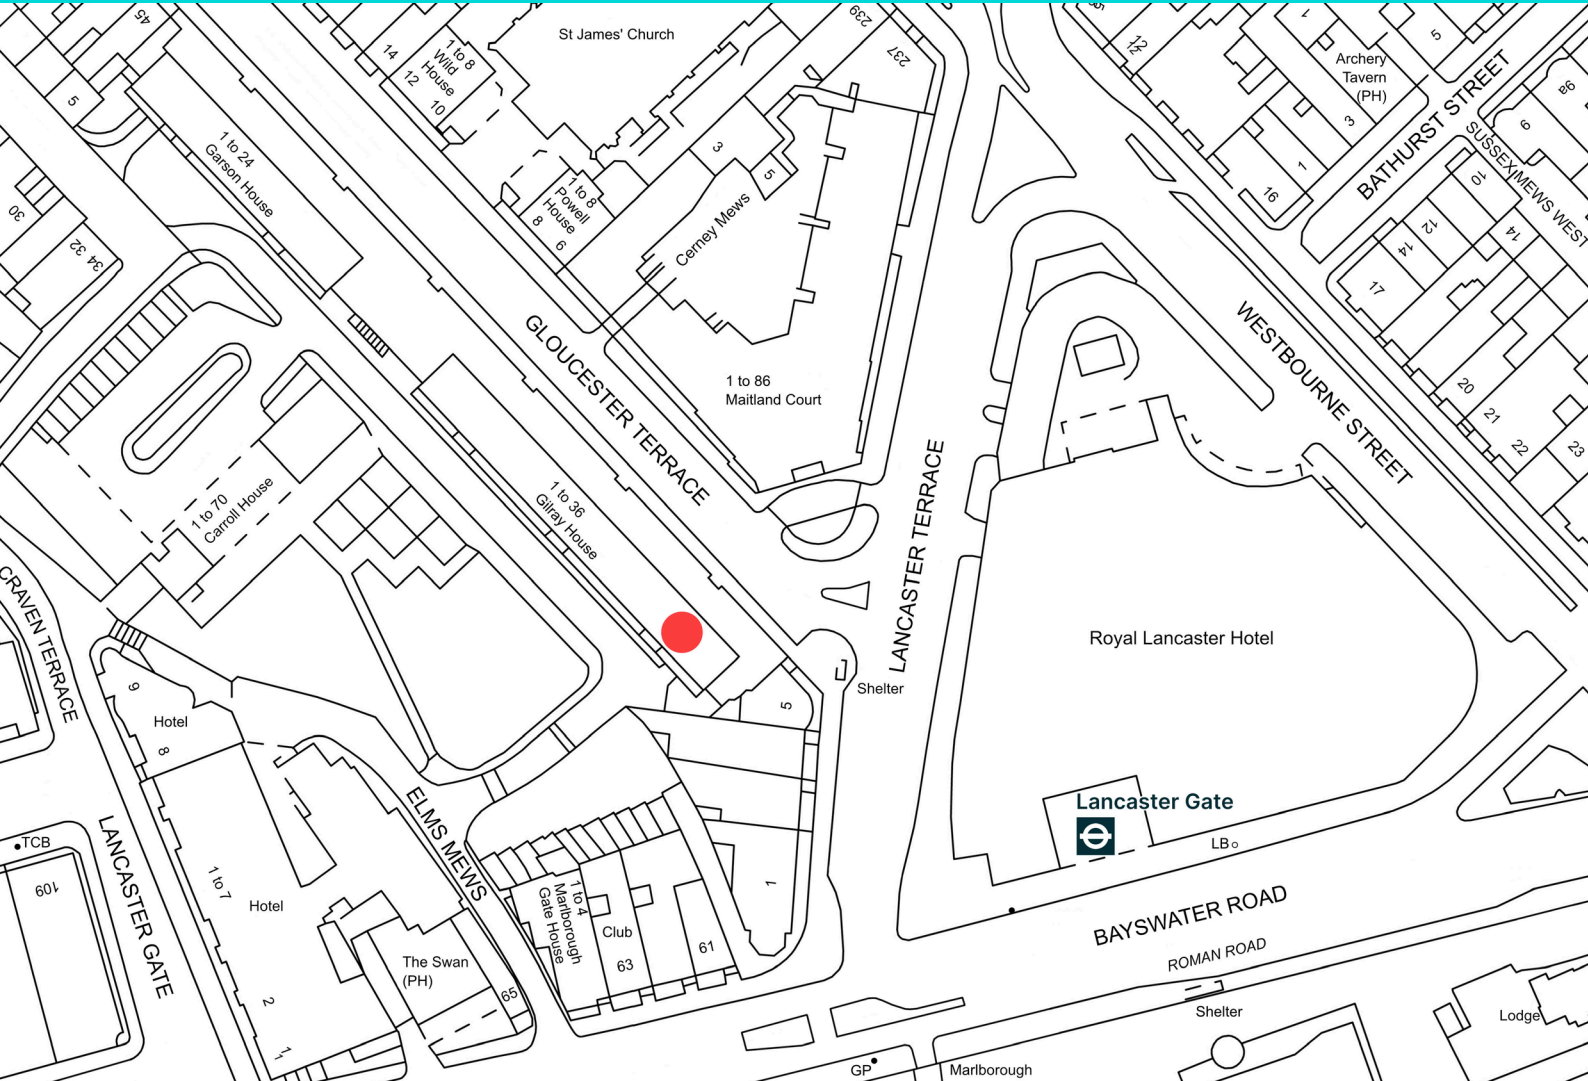 45
5
14
12
1 to 8
Wild
House
10
St James' Church
239
237
12
12
1
5
Archery
Tavern
(PH)
BATHURST STREET
9a
9
SUSSEX MEWS WEST
3
1
16
10
12
14
14
17
1 to 24
Garson House
30
34 32
3
5
1 to 8
Powell
House
8
6
Cerney Mews
GLOUCESTER TERRACE
1 to 86
Maitland Court
WESTBOURNE STREET
20
21
22
23
LANCASTER TERRACE
1 to 70
Carroll House
1 to 36
Gilray House
CRAVEN TERRACE
Royal Lancaster Hotel
Shelter
5
9
Hotel
8
Lancaster Gate
LB
ELMS MEWS
TCB
109
LANCASTER GATE
1 to 7
Hotel
1 to 4
Marlborough
Gate House
Club
63
61
1
BAYSWATER ROAD
ROMAN ROAD
The Swan
(PH)
65
2
1
1
Shelter
Lodge
GP
Marlborough